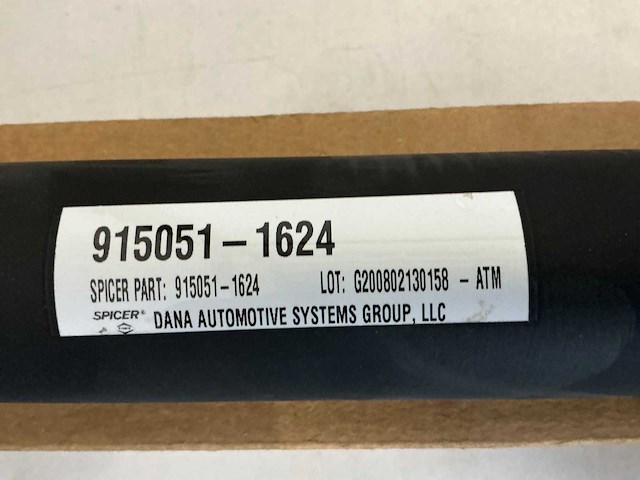 915051-1624
SPICER PART: 915051-1624 LOT: G200802130158 - ATM
SPICER® DANA AUTOMOTIVE SYSTEMS GROUP, LLC